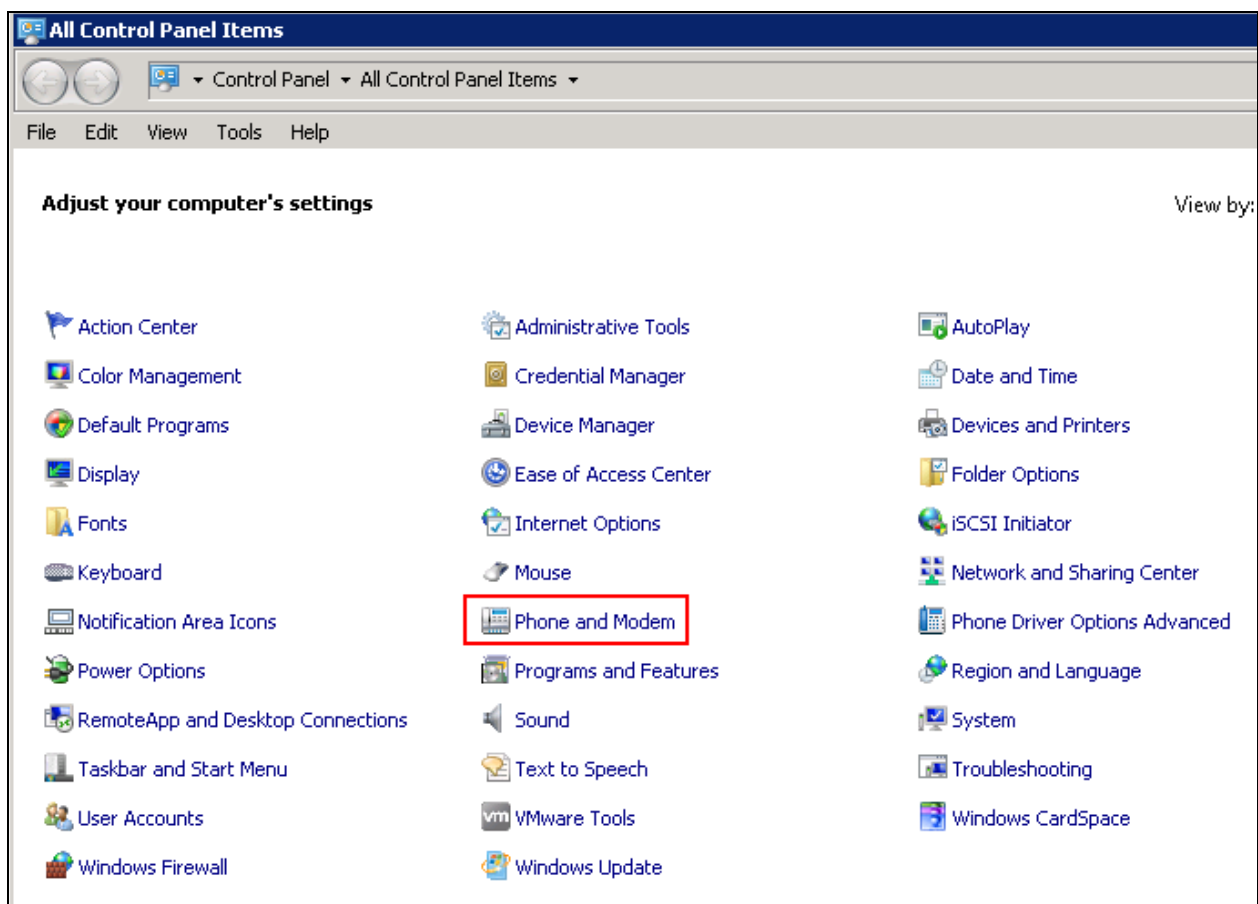 All Control Panel Items
Control Panel All Control Panel Items
File Edit View Tools Help
Adjust your computer's settings View by:
Action Center Administrative Tools AutoPlay
Color Management Credential Manager Date and Time
Default Programs Device Manager Devices and Printers
Display Ease of Access Center Folder Options
Fonts Internet Options iSCSI Initiator
Keyboard Mouse Network and Sharing Center
Notification Area Icons Phone and Modem Phone Driver Options Advanced
Power Options Programs and Features Region and Language
RemoteApp and Desktop Connections Sound System
Taskbar and Start Menu Text to Speech Troubleshooting
User Accounts vm VMware Tools Windows CardSpace
Windows Firewall Windows Update